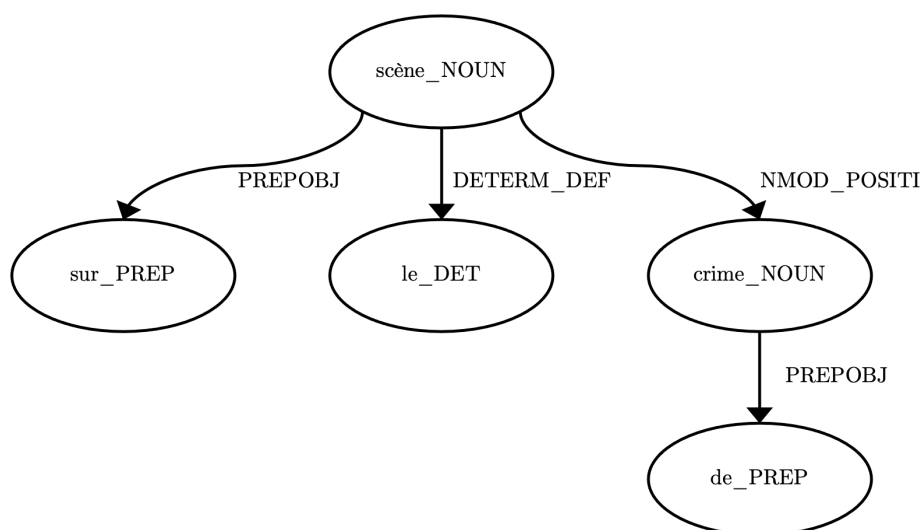 scène_NOUN
PREPOBJ
DETERM_DEF
NMOD_POSITI
sur_PREP
le_DET
crime_NOUN
PREPOBJ
de_PREP